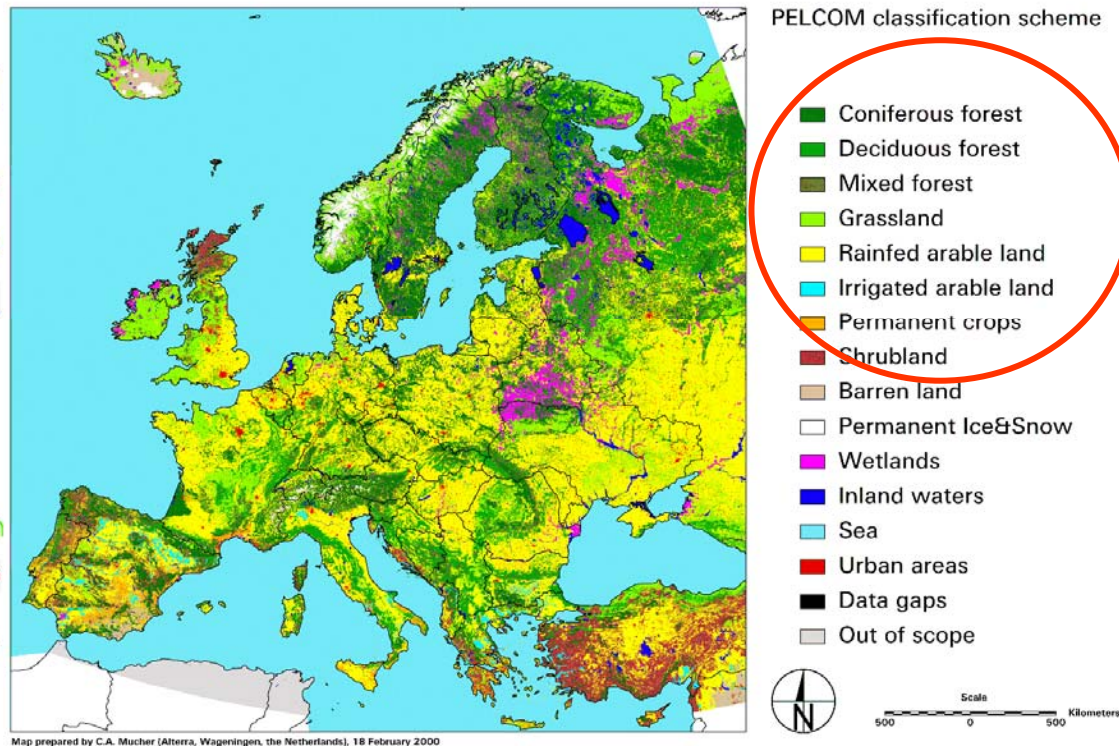 PELCOM classification scheme
Coniferous forest
Deciduous forest
Mixed forest
Grassland
Rainfed arable land
Irrigated arable land
Permanent crops
Shrubland
Barren land
Permanent Ice&Snow
Wetlands
Inland waters
Sea
Urban areas
Data gaps
Out of scope
N
Scale
Kilometers
500 0 500
Map prepared by C.A. Mucher (Alterra, Wageningen, the Netherlands), 18 February 2000